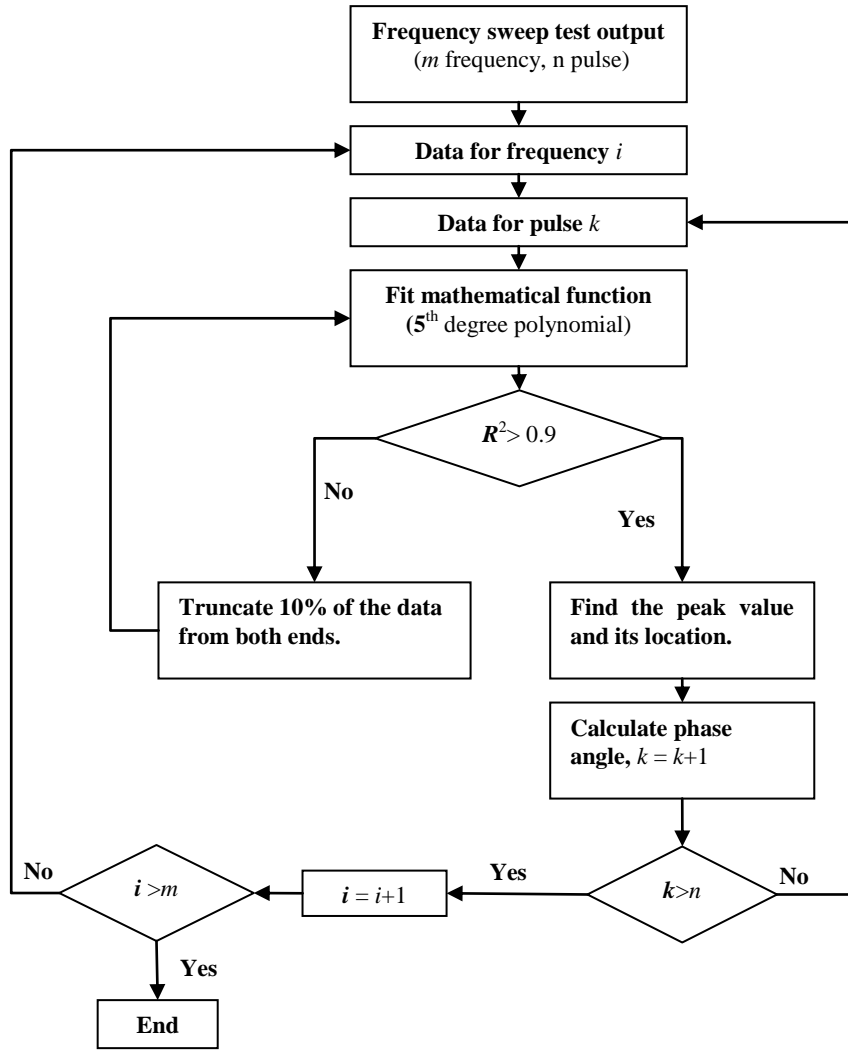 Frequency sweep test output
(m frequency, n pulse)
Data for frequency i
Data for pulse k
Fit mathematical function
(5th degree polynomial)
R2> 0.9
No
Yes
Truncate 10% of the data
from both ends.
Find the peak value
and its location.
Calculate phase
angle, k = k+1
No
i >m
Yes
i = i+1
Yes
k>n
No
End